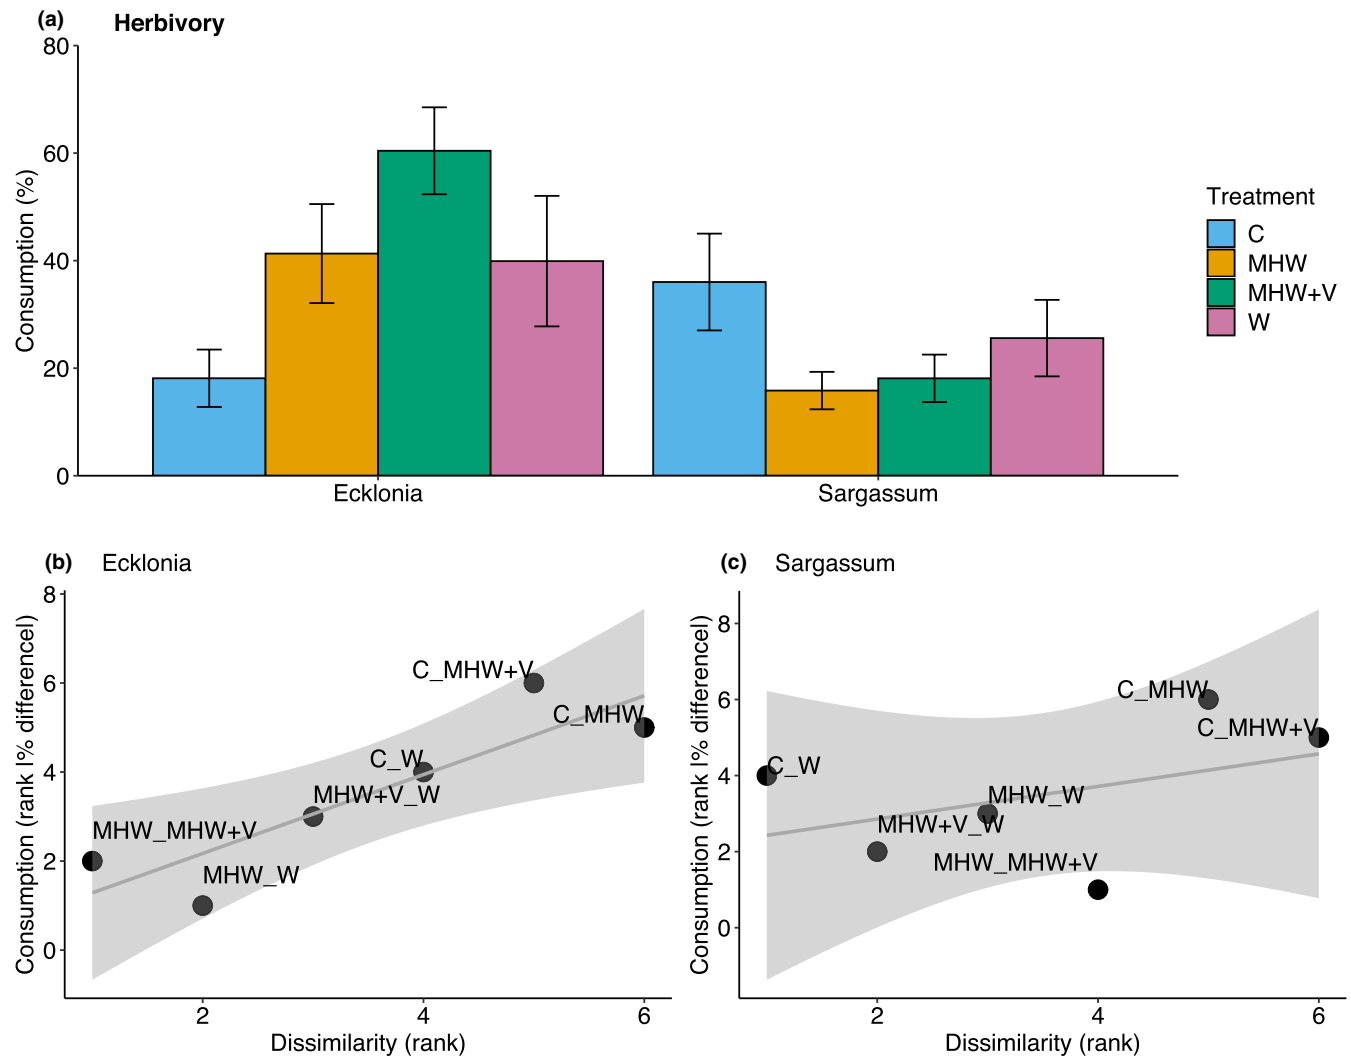 (a) Herbivory
80
60
40
20
0
Consumption (%)
Ecklonia Sargassum
Treatment
C
MHW
MHW+V
W
(b) Ecklonia
8
6
4
2
0
Consumption (rank |% difference|)
C_MHW+V
C_MHW
C_W
MHW+V_W
MHW_MHW+V
MHW_W
2 4 6
Dissimilarity (rank)
(c) Sargassum
8
6
4
2
0
Consumption (rank |% difference|)
C_MHW
C_MHW+V
C_W
MHW_W
MHW+V_W
MHW_MHW+V
2 4 6
Dissimilarity (rank)